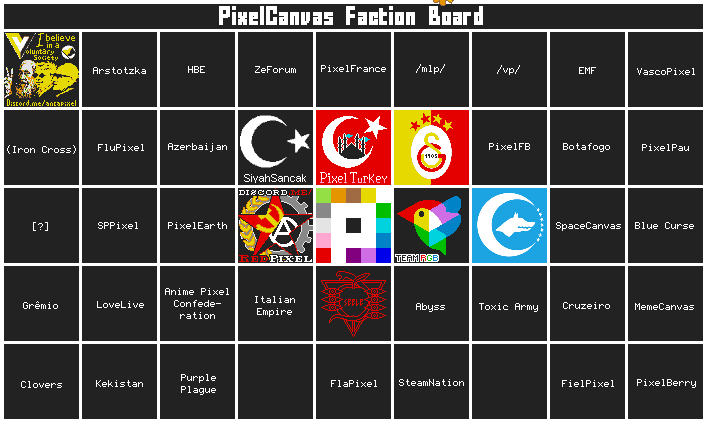 PixelCanvas Faction Board
I believe
in a
Voluntary
Society
Discord.me/ancapixel
Arstotzka
HBE
ZeForum
PixelFrance
/mlp/
/vp/
EMF
VascoPixel
(Iron Cross)
FluPixel
Azerbaijan
SiyahSancak
Pixel Turkey
1905
PixelFB
Botafogo
PixelPau
[?]
SPPixel
PixelEarth
DISCORD.ME/
REDPIXEL
TEAM RGB
SpaceCanvas
Blue Curse
Grêmio
LoveLive
Anime Pixel
Confede-
ration
Italian
Empire
Abyss
Toxic Army
Cruzeiro
MemeCanvas
Clovers
Kekistan
Purple
Plague
FlaPixel
SteamNation
FielPixel
PixelBerry